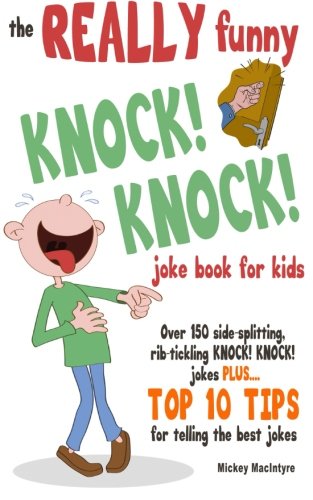 the REALLY funny
KNOCK!
KNOCK!
joke book for kids
Over 150 side-splitting,
rib-tickling KNOCK! KNOCK!
jokes PLUS....
TOP 10 TIPS
for telling the best jokes
Mickey MacIntyre